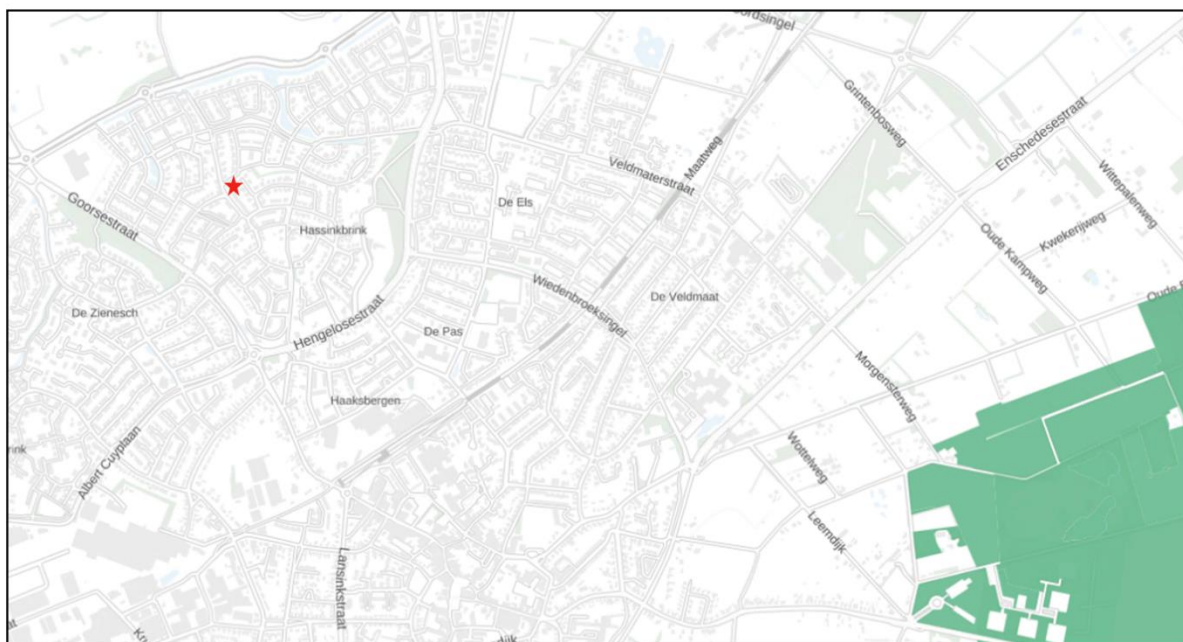 Grintenbosweg
Enschedesestraat
Maatweg
Veldmaterstraat
Wittepalenweg
Goorsestraat
De Els
Kwekerijweg
Hassinkbrink
Oude Kampweg
Wiedenbroeksingel
De Veldmaat
De Zienesch
Hengelosestraat
De Pas
Morgensterweg
Haaksbergen
Albert Cuyplaan
Wottelweg
Leemdijk
Lansinkstraat